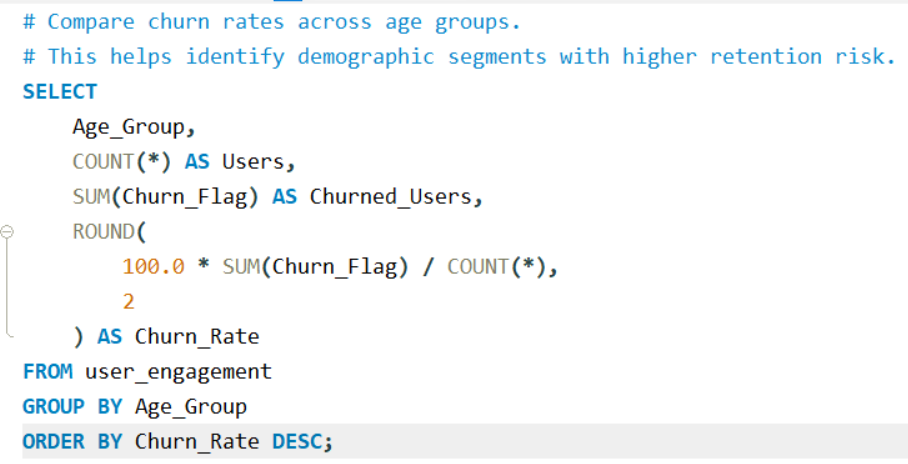 # Compare churn rates across age groups.
# This helps identify demographic segments with higher retention risk.
SELECT
    Age_Group,
    COUNT(*) AS Users,
    SUM(Churn_Flag) AS Churned_Users,
    ROUND(
        100.0 * SUM(Churn_Flag) / COUNT(*),
        2
    ) AS Churn_Rate
FROM user_engagement
GROUP BY Age_Group
ORDER BY Churn_Rate DESC;